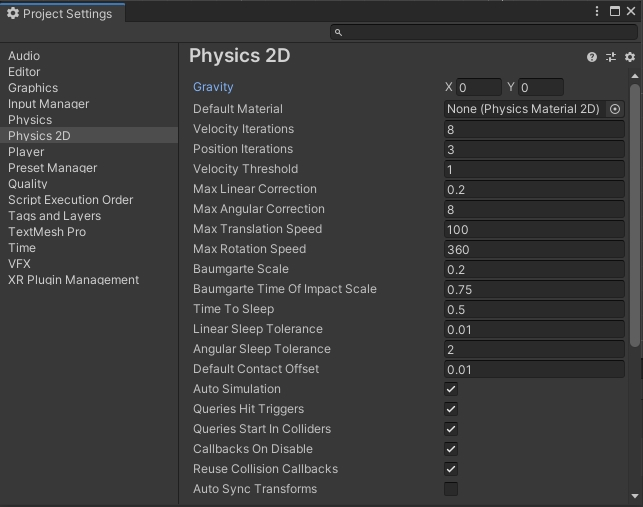 Project Settings
Audio
Editor
Graphics
Input Manager
Physics
Physics 2D
Player
Preset Manager
Quality
Script Execution Order
Tags and Layers
TextMesh Pro
Time
VFX
XR Plugin Management
Physics 2D
Gravity X 0 Y 0
Default Material None (Physics Material 2D)
Velocity Iterations 8
Position Iterations 3
Velocity Threshold 1
Max Linear Correction 0.2
Max Angular Correction 8
Max Translation Speed 100
Max Rotation Speed 360
Baumgarte Scale 0.2
Baumgarte Time Of Impact Scale 0.75
Time To Sleep 0.5
Linear Sleep Tolerance 0.01
Angular Sleep Tolerance 2
Default Contact Offset 0.01
Auto Simulation
Queries Hit Triggers
Queries Start In Colliders
Callbacks On Disable
Reuse Collision Callbacks
Auto Sync Transforms